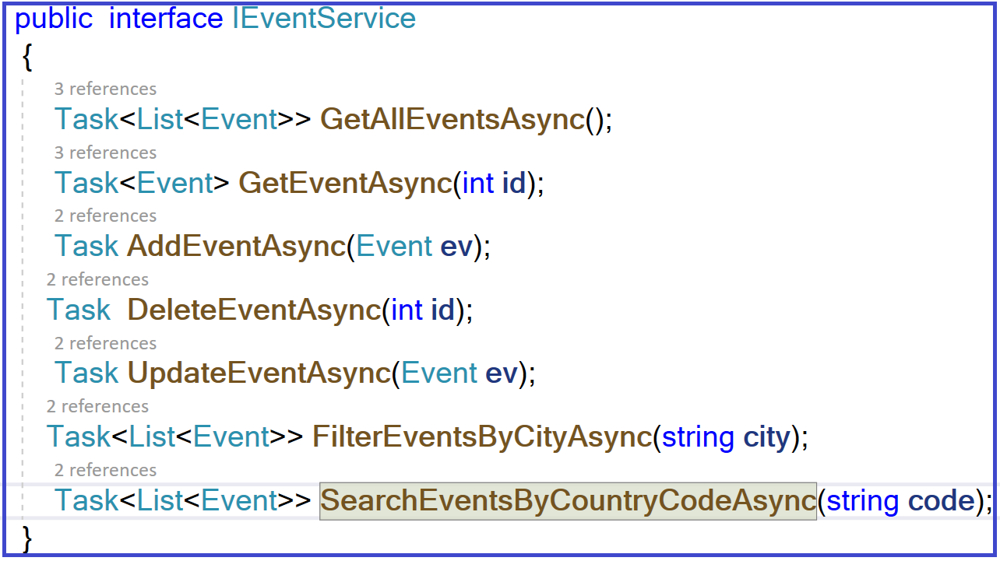 public  interface IEventService
{
3 references
Task<List<Event>> GetAllEventsAsync();
3 references
Task<Event> GetEventAsync(int id);
2 references
Task AddEventAsync(Event ev);
2 references
Task  DeleteEventAsync(int id);
2 references
Task UpdateEventAsync(Event ev);
2 references
Task<List<Event>> FilterEventsByCityAsync(string city);
2 references
Task<List<Event>> SearchEventsByCountryCodeAsync(string code);
}